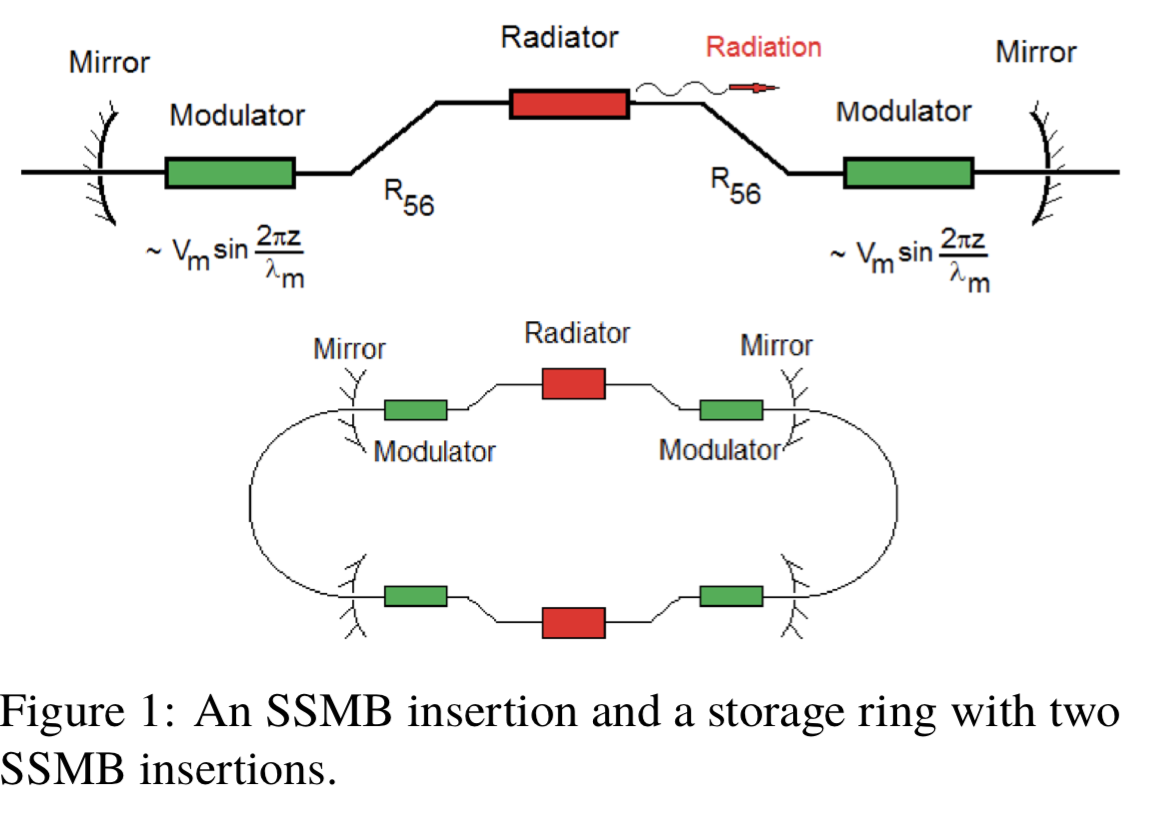 Mirror
Modulator
Radiator
Radiation
Modulator
Mirror
R56
R56
~ Vm sin 2πz/λm
~ Vm sin 2πz/λm
Mirror
Radiator
Mirror
Modulator
Modulator
Figure 1: An SSMB insertion and a storage ring with two
SSMB insertions.